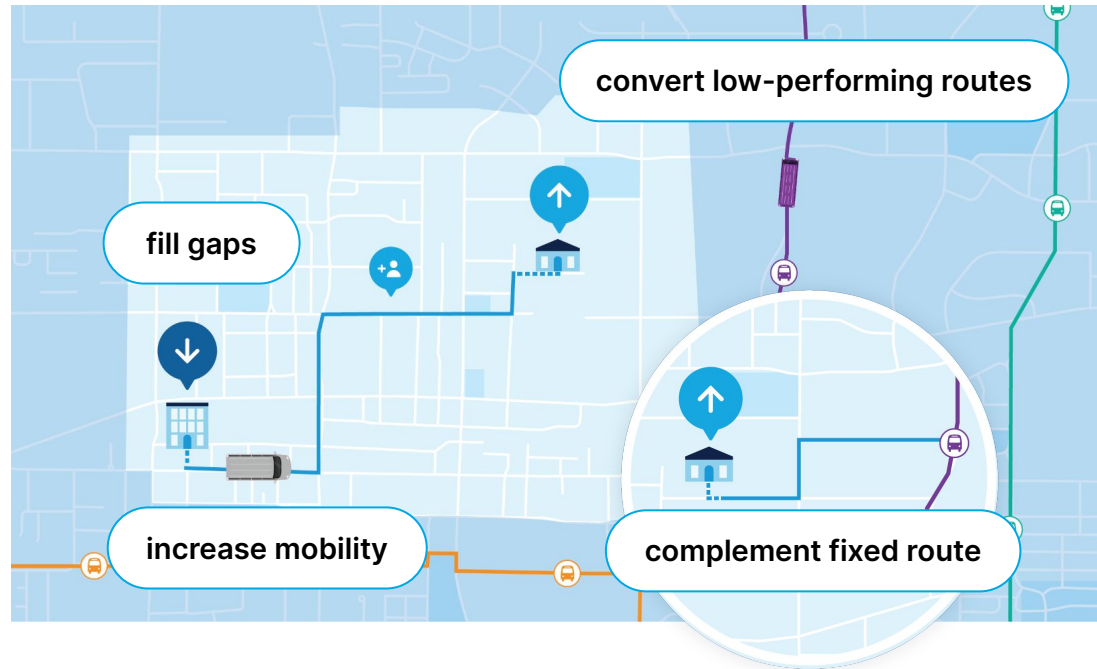 convert low-performing routes
fill gaps
increase mobility
complement fixed route